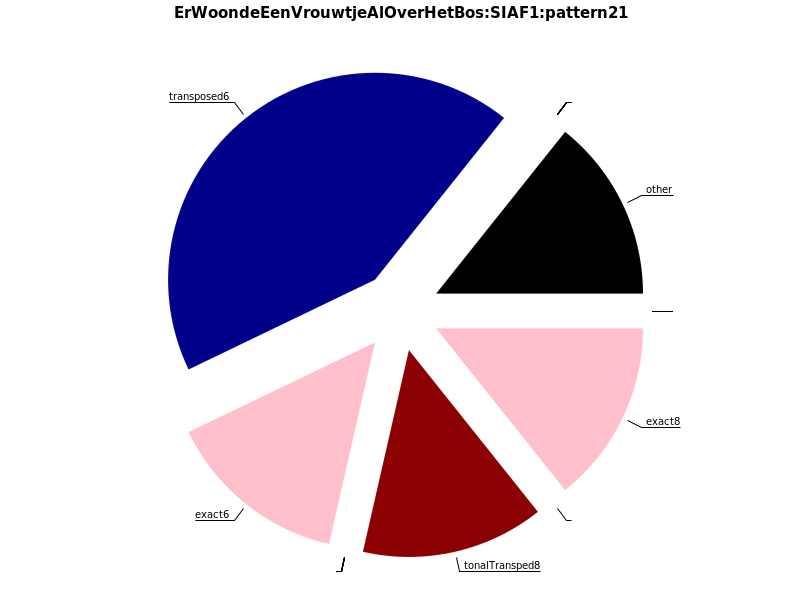 ErWoondeEenVrouwtjeAlOverHetBos:SIAF1:pattern21
transposed6
other
exact8
exact6
tonalTransped8